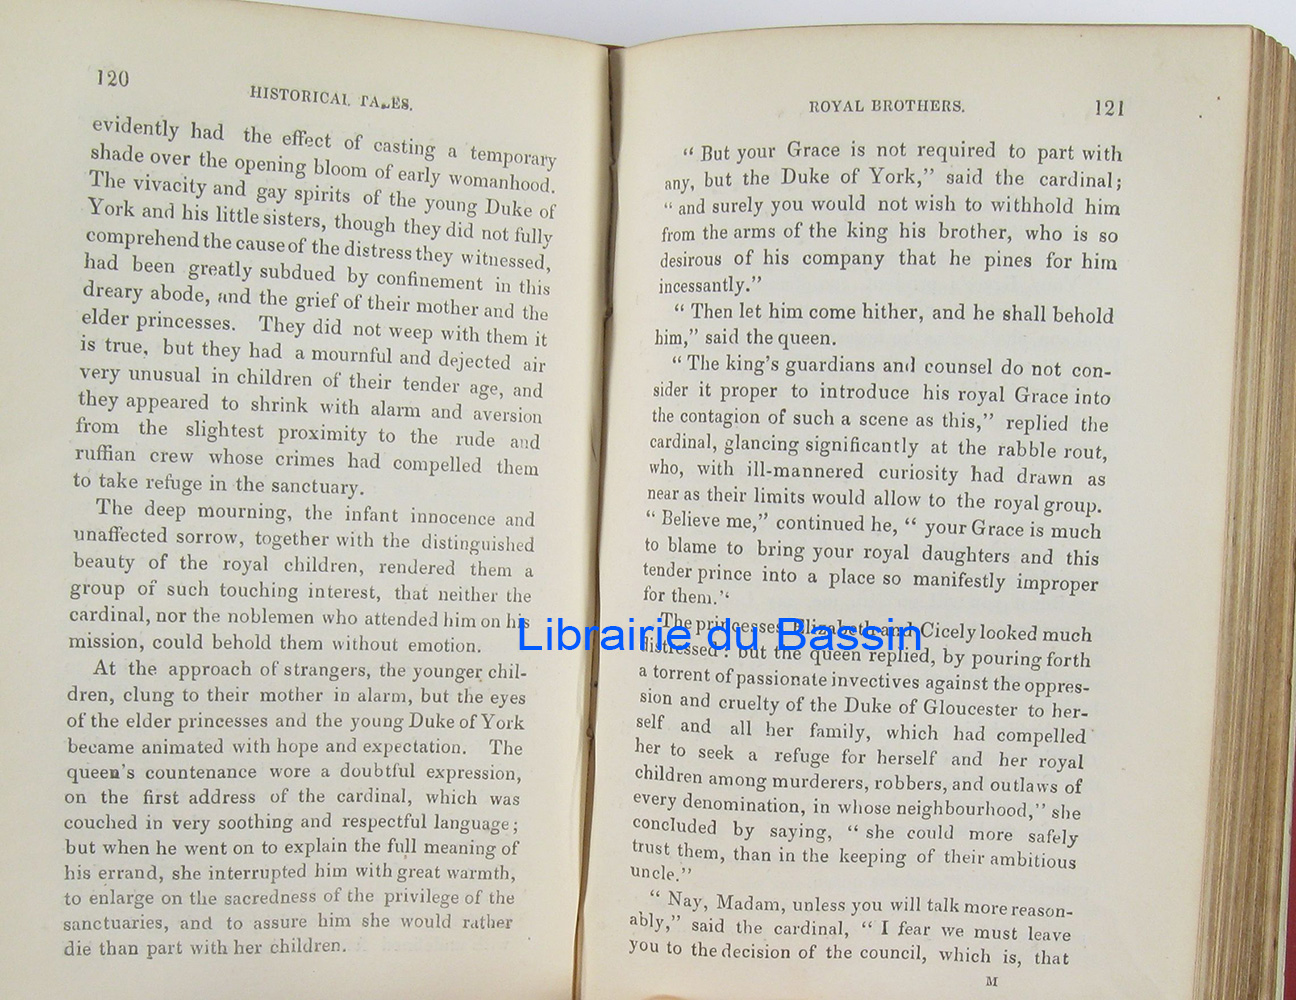 120
HISTORICAL TALES.
evidently had the effect of casting a temporary
shade over the opening bloom of early womanhood.
The vivacity and gay spirits of the young Duke of
York and his little sisters, though they did not fully
comprehend the cause of the distress they witnessed,
had been greatly subdued by confinement in this
dreary abode, and the grief of their mother and the
elder princesses. They did not weep with them it
is true, but they had a mournful and dejected air
very unusual in children of their tender age, and
they appeared to shrink with alarm and aversion
from the slightest proximity to the rude and
ruffian crew whose crimes had compelled them
to take refuge in the sanctuary.
The deep mourning, the infant innocence and
unaffected sorrow, together with the distinguished
beauty of the royal children, rendered them a
group of such touching interest, that neither the
cardinal, nor the noblemen who attended him on his
mission, could behold them without emotion.
At the approach of strangers, the younger chil-
dren, clung to their mother in alarm, but the eyes
of the elder princesses and the young Duke of York
became animated with hope and expectation. The
queen's countenance wore a doubtful expression,
on the first address of the cardinal, which was
couched in very soothing and respectful language;
but when he went on to explain the full meaning of
his errand, she interrupted him with great warmth,
to enlarge on the sacredness of the privilege of the
sanctuaries, and to assure him she would rather
die than part with her children.
ROYAL BROTHERS.
121
“ But your Grace is not required to part with
any, but the Duke of York,” said the cardinal;
“ and surely you would not wish to withhold him
from the arms of the king his brother, who is so
desirous of his company that he pines for him
incessantly.”
“ Then let him come hither, and he shall behold
him,” said the queen.
“ The king's guardians and counsel do not con-
sider it proper to introduce his royal Grace into
the contagion of such a scene as this,” replied the
cardinal, glancing significantly at the rabble rout,
who, with ill-mannered curiosity had drawn as
near as their limits would allow to the royal group.
“ Believe me,” continued he, “ your Grace is much
to blame to bring your royal daughters and this
tender prince into a place so manifestly improper
for them.“
The princesses Elizabeth and Cicely looked much
distressed: but the queen replied, by pouring forth
a torrent of passionate invectives against the oppres-
sion and cruelty of the Duke of Gloucester to her-
self and all her family, which had compelled
her to seek a refuge for herself and her royal
children among murderers, robbers, and outlaws of
every denomination, in whose neighbourhood,” she
concluded by saying, “ she could more safely
trust them, than in the keeping of their ambitious
uncle.”
“ Nay, Madam, unless you will talk more reason-
ably,” said the cardinal, “ I fear we must leave
you to the decision of the council, which is, that
M
Librairie du Bassin